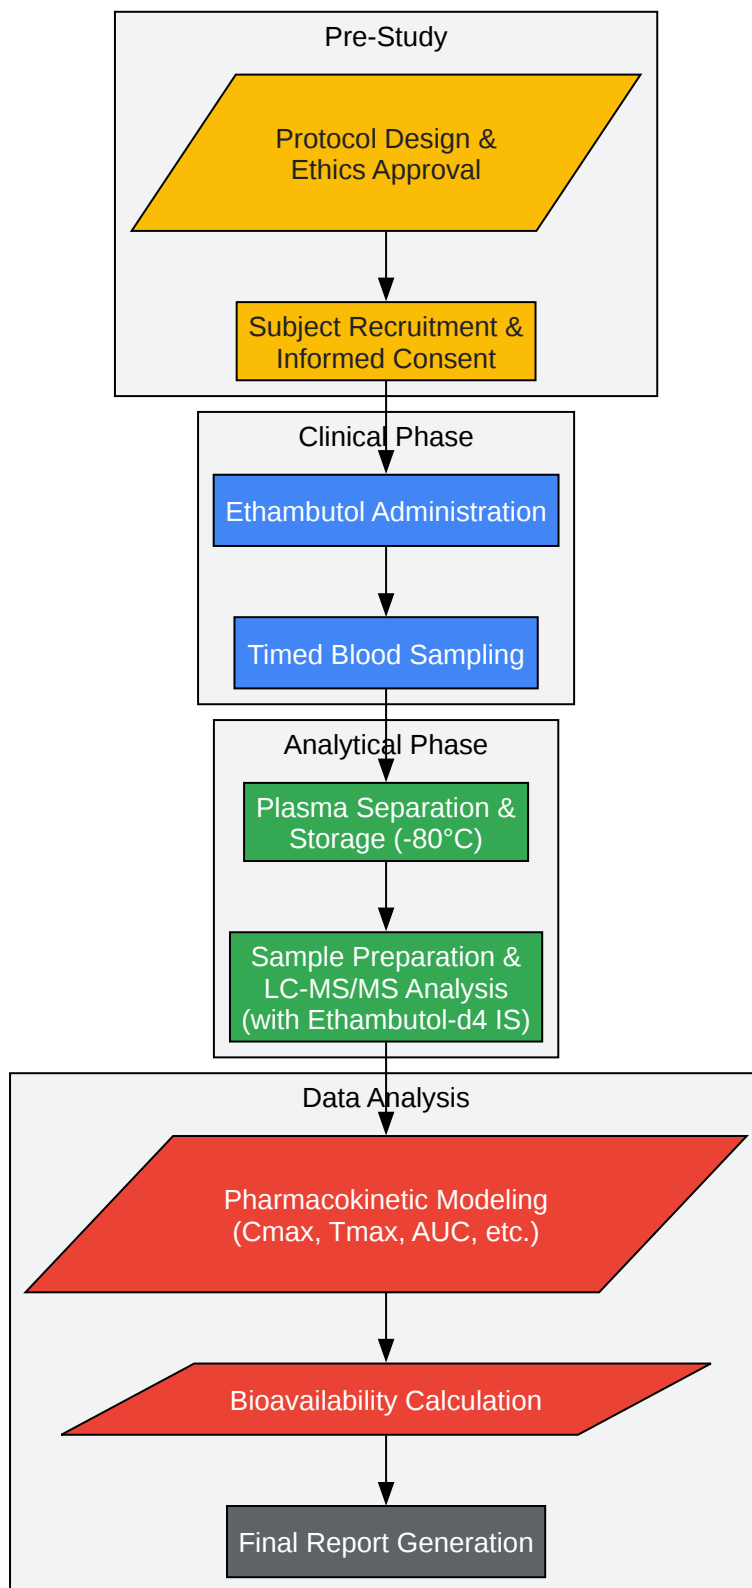 Pre-Study
Protocol Design &
Ethics Approval
Subject Recruitment &
Informed Consent
Clinical Phase
Ethambutol Administration
Timed Blood Sampling
Analytical Phase
Plasma Separation &
Storage (-80°C)
Sample Preparation &
LC-MS/MS Analysis
(with Ethambutol-d4 IS)
Data Analysis
Pharmacokinetic Modeling
(Cmax, Tmax, AUC, etc.)
Bioavailability Calculation
Final Report Generation